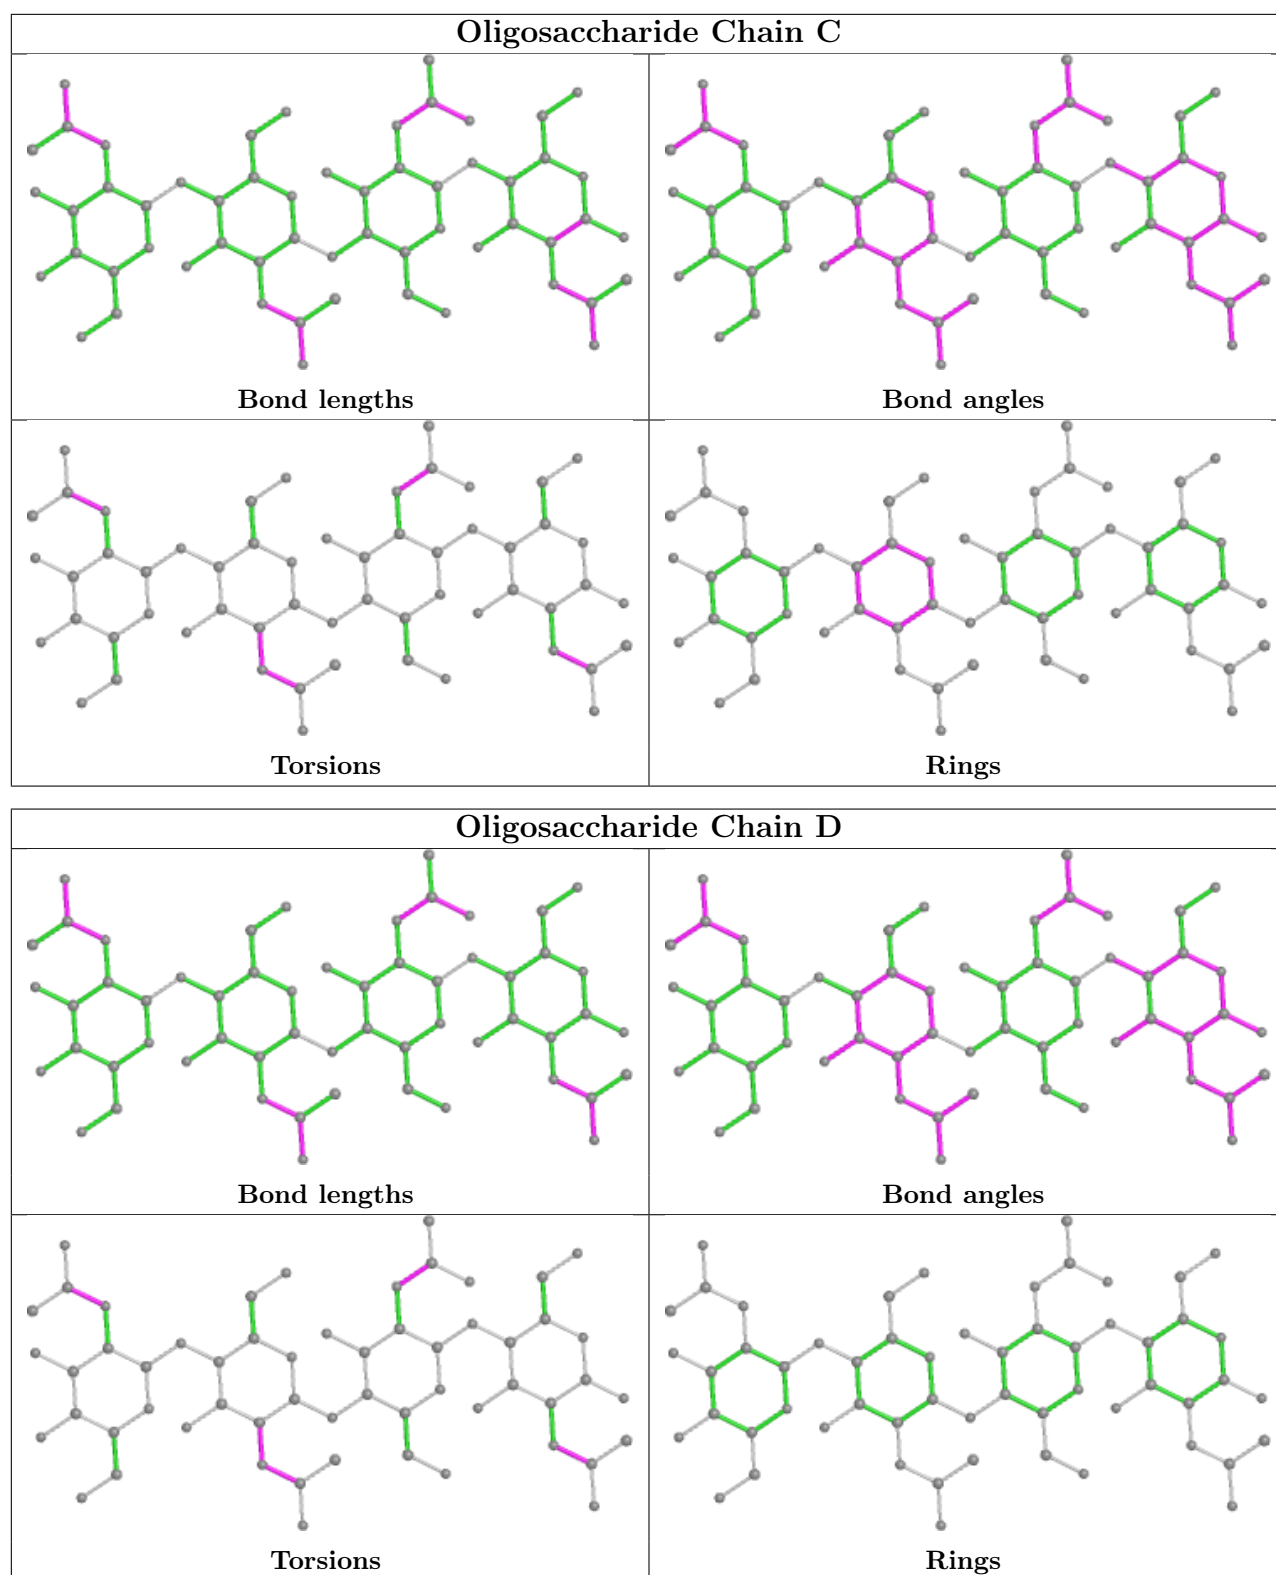 Oligosaccharide Chain C
Bond lengths
Bond angles
Torsions
Rings
Oligosaccharide Chain D
Bond lengths
Bond angles
Torsions
Rings